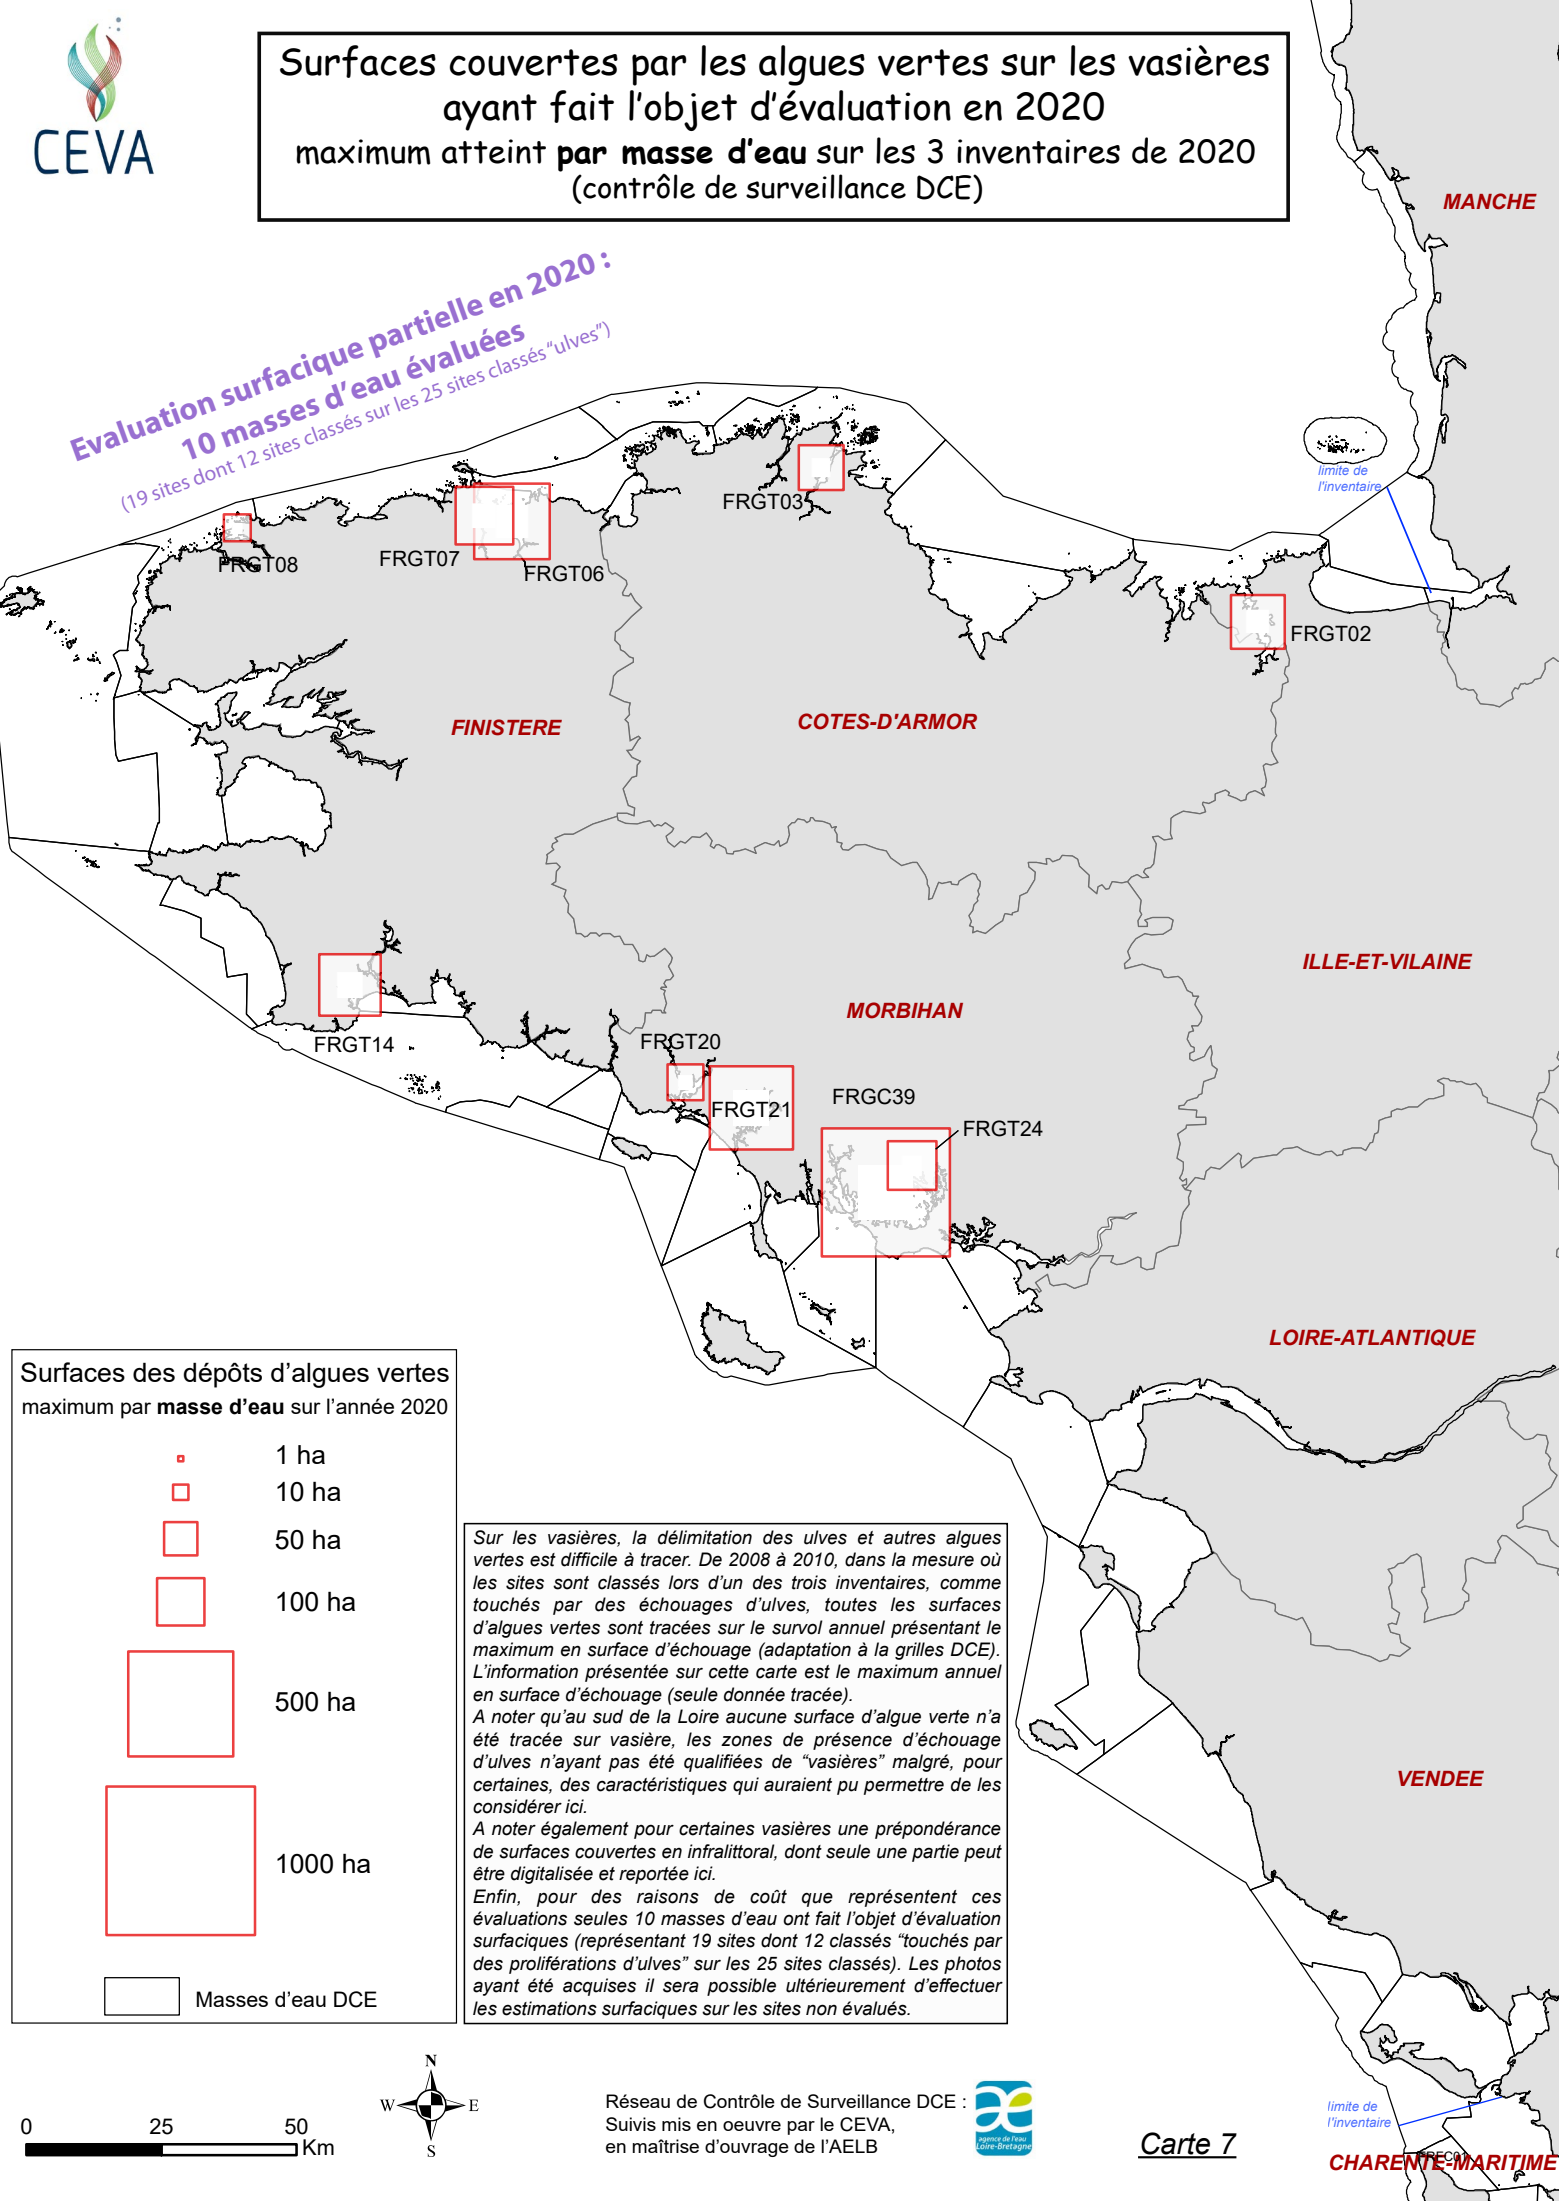 CEVA
Surfaces couvertes par les algues vertes sur les vasières
ayant fait l'objet d'évaluation en 2020
maximum atteint par masse d'eau sur les 3 inventaires de 2020
(contrôle de surveillance DCE)
MANCHE
Evaluation surfacique partielle en 2020 :
10 masses d'eau évaluées
(19 sites dont 12 sites classés sur les 25 sites classés "ulves")
limite de
l'inventaire
FRGT03
FRGT08
FRGT07
FRGT06
FRGT02
FINISTERE
COTES-D'ARMOR
ILLE-ET-VILAINE
MORBIHAN
FRGT14
FRGT20
FRGT21
FRGC39
FRGT24
LOIRE-ATLANTIQUE
Surfaces des dépôts d'algues vertes
maximum par masse d'eau sur l'année 2020
1 ha
10 ha
50 ha
100 ha
500 ha
1000 ha
Masses d'eau DCE
Sur les vasières, la délimitation des ulves et autres algues
vertes est difficile à tracer. De 2008 à 2010, dans la mesure où
les sites sont classés lors d'un des trois inventaires, comme
touchés par des échouages d'ulves, toutes les surfaces
d'algues vertes sont tracées sur le survol annuel présentant le
maximum en surface d'échouage (adaptation à la grilles DCE).
L'information présentée sur cette carte est le maximum annuel
en surface d'échouage (seule donnée tracée).
A noter qu'au sud de la Loire aucune surface d'algue verte n'a
été tracée sur vasière, les zones de présence d'échouage
d'ulves n'ayant pas été qualifiées de "vasières" malgré, pour
certaines, des caractéristiques qui auraient pu permettre de les
considérer ici.
A noter également pour certaines vasières une prépondérance
de surfaces couvertes en infralittoral, dont seule une partie peut
être digitalisée et reportée ici.
Enfin, pour des raisons de coût que représentent ces
évaluations seules 10 masses d'eau ont fait l'objet d'évaluation
surfaciques (représentant 19 sites dont 12 classés "touchés par
des proliférations d'ulves" sur les 25 sites classés). Les photos
ayant été acquises il sera possible ultérieurement d'effectuer
les estimations surfaciques sur les sites non évalués.
VENDEE
N
W
E
S
0
25
50
Km
Réseau de Contrôle de Surveillance DCE :
Suivis mis en oeuvre par le CEVA,
en maîtrise d'ouvrage de l'AELB
agence de l'eau
Loire-Bretagne
Carte 7
limite de
l'inventaire
CHARENTE-MARITIME